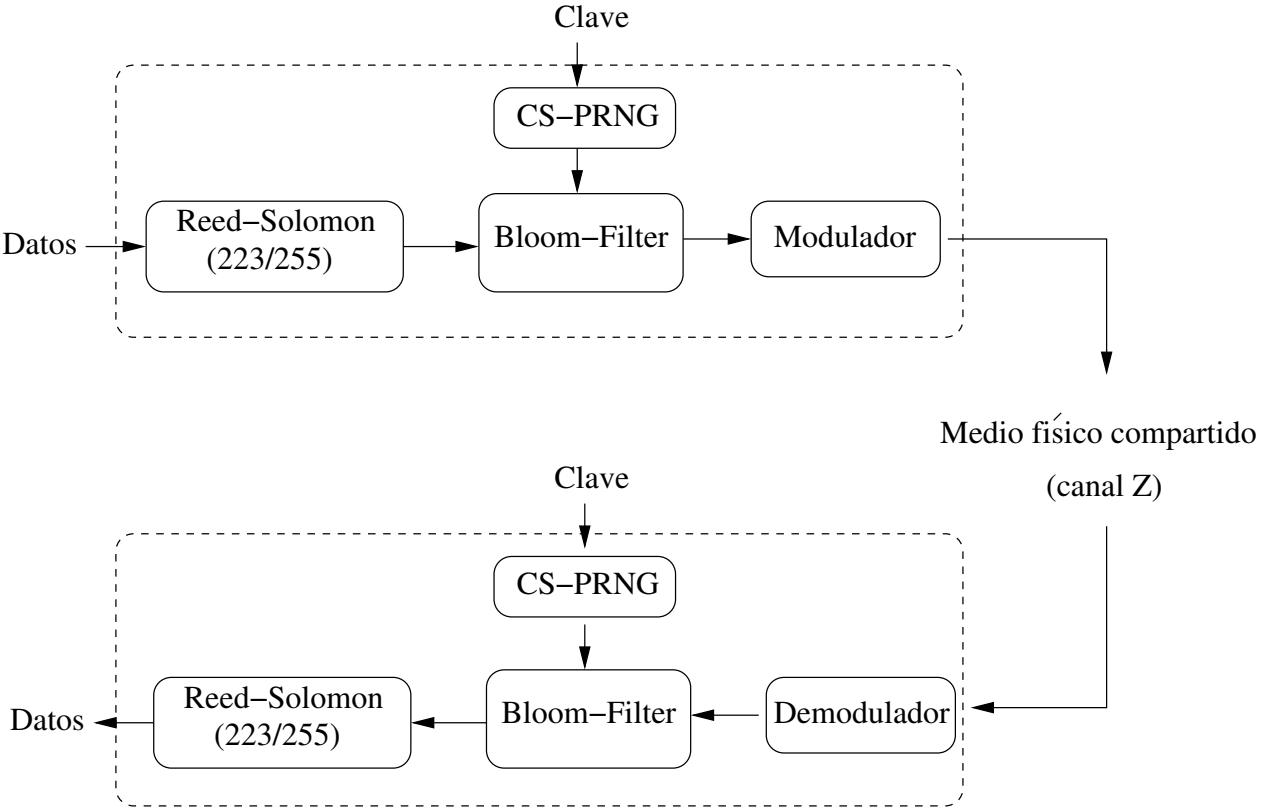 Clave
CS−PRNG
Datos
Reed−Solomon
(223/255)
Bloom−Filter
Modulador
Medio físico compartido
(canal Z)
Clave
CS−PRNG
Datos
Reed−Solomon
(223/255)
Bloom−Filter
Demodulador